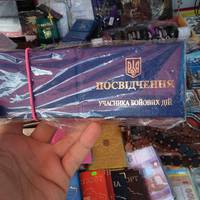 ПОСВІДЧЕННЯ
УЧАСНИКА БОЙОВИХ ДІЙ